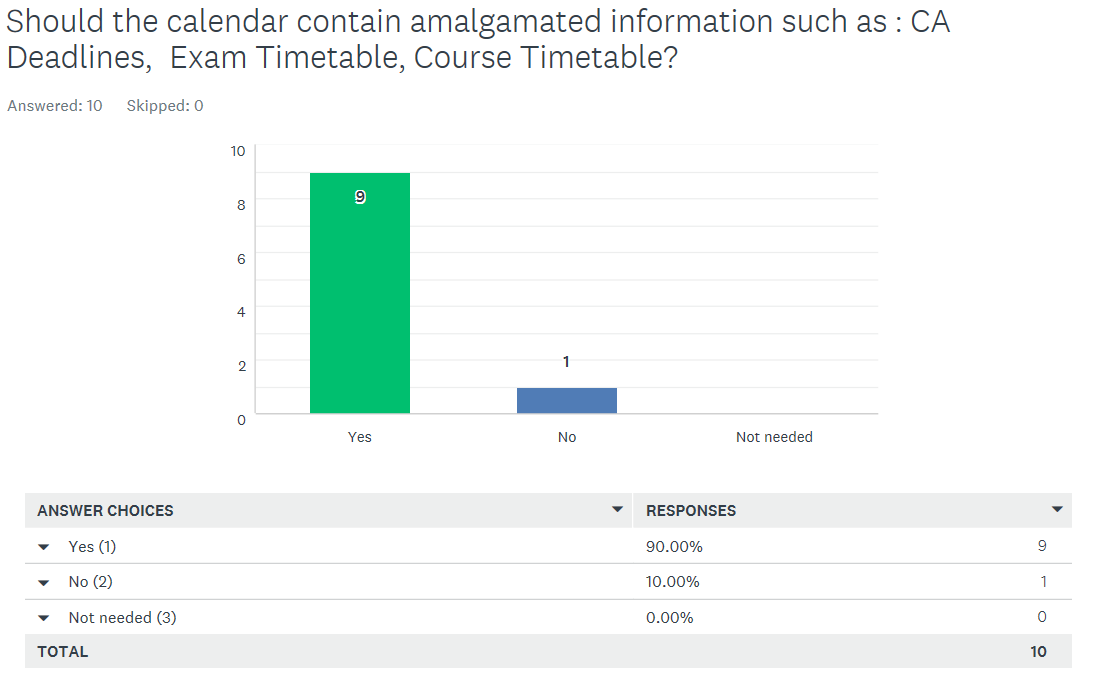 Should the calendar contain amalgamated information such as : CA
Deadlines,  Exam Timetable, Course Timetable?
Answered: 10 Skipped: 0
10
8
6
4
2
0
9
1
Yes No Not needed
ANSWER CHOICES RESPONSES
Yes (1) 90.00% 9
No (2) 10.00% 1
Not needed (3) 0.00% 0
TOTAL 10